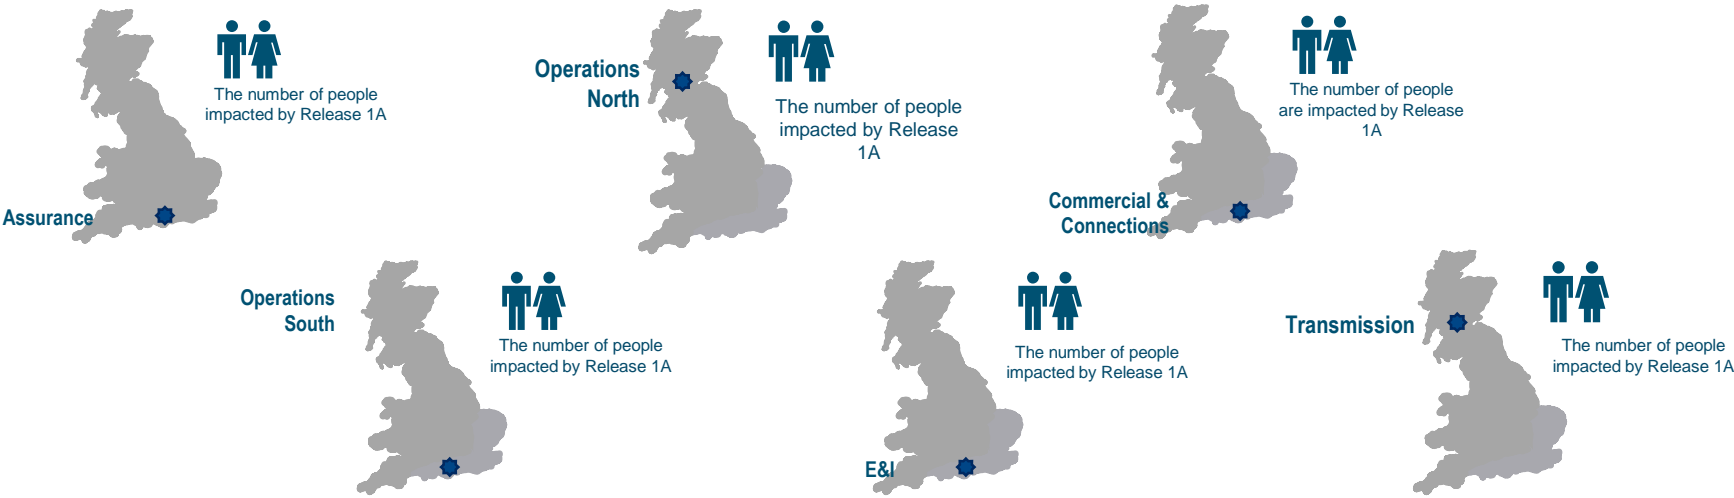 Assurance
The number of people
impacted by Release 1A
Operations
North
The number of people
impacted by Release
1A
Commercial &
Connections
The number of people
are impacted by Release
1A
Operations
South
The number of people
impacted by Release 1A
E&I
The number of people
impacted by Release 1A
Transmission
The number of people
impacted by Release 1A